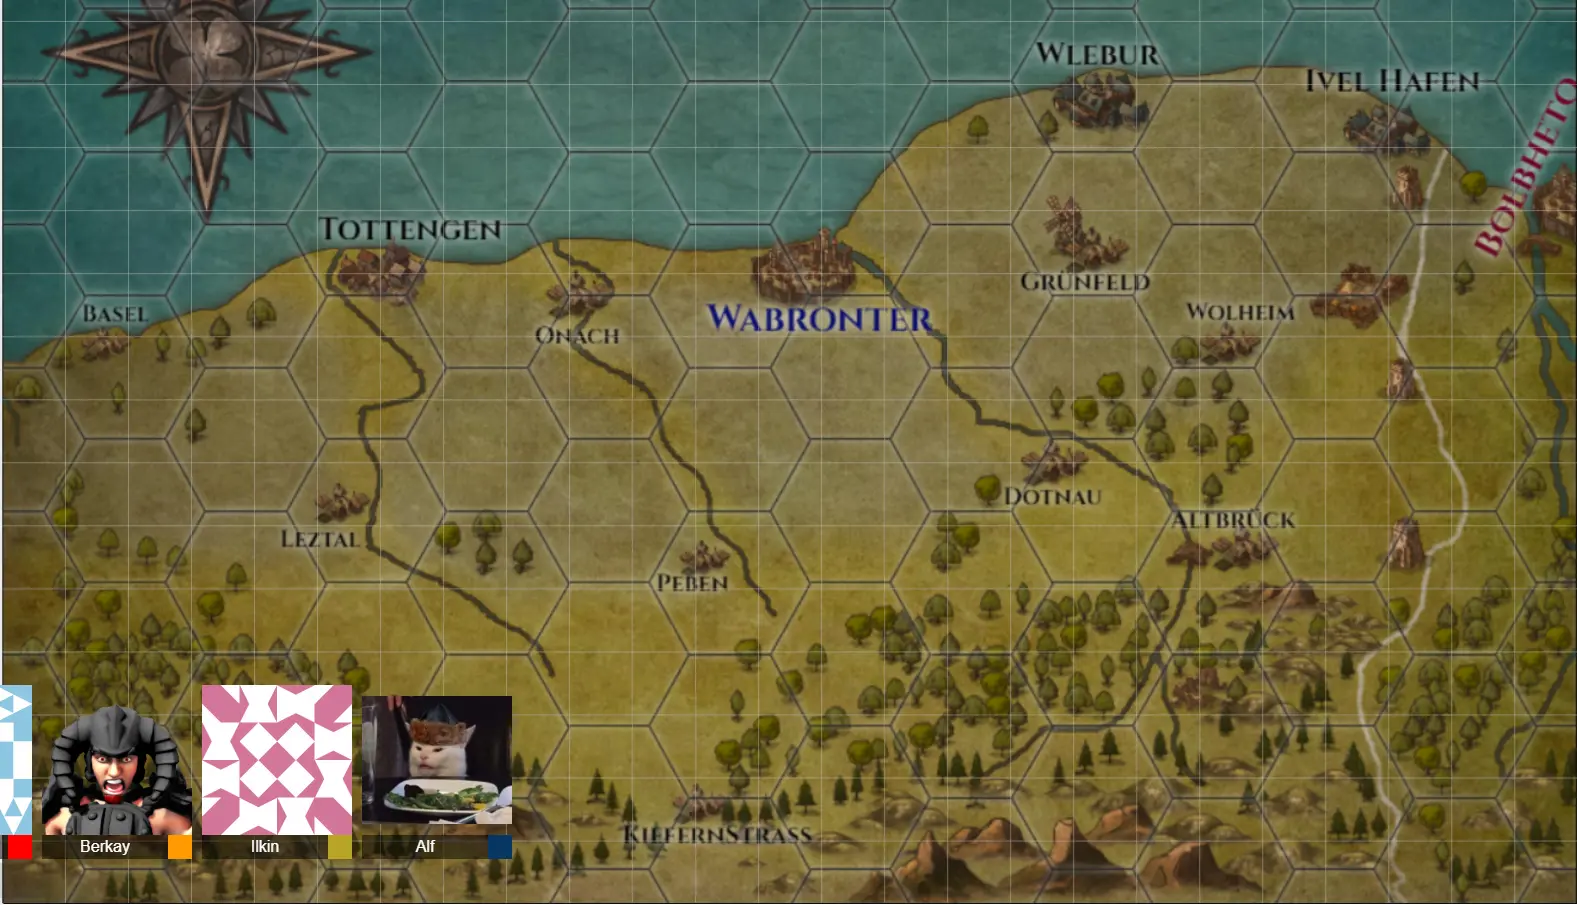 WLEBUR
IVEL HAFEN
BOLBHETO
TOTTENGEN
GRÜNFELD
BASEL
WABRONTER
WOLHEIM
ONACH
DOTNAU
ALTBRÜCK
LEZTAL
PEBEN
KIEFERNSTRASS
Berkay
Ilkin
Alf